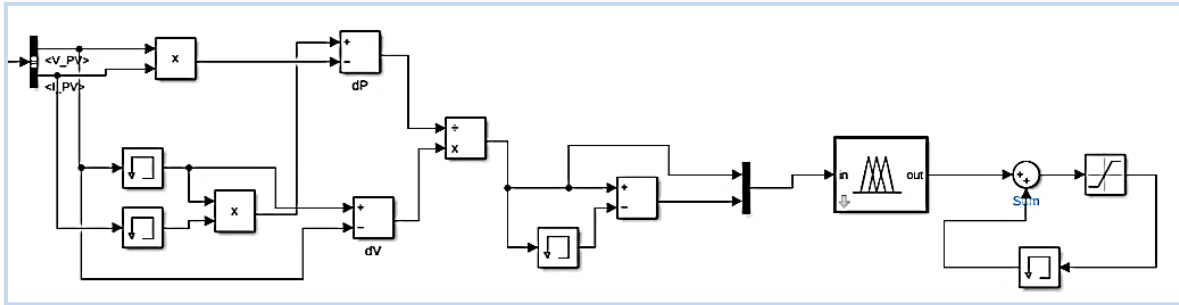 <V_PV>
<I_PV>
x
+
−
dP
x
+
−
dV
÷
x
+
−
in
out
+
+
Sum